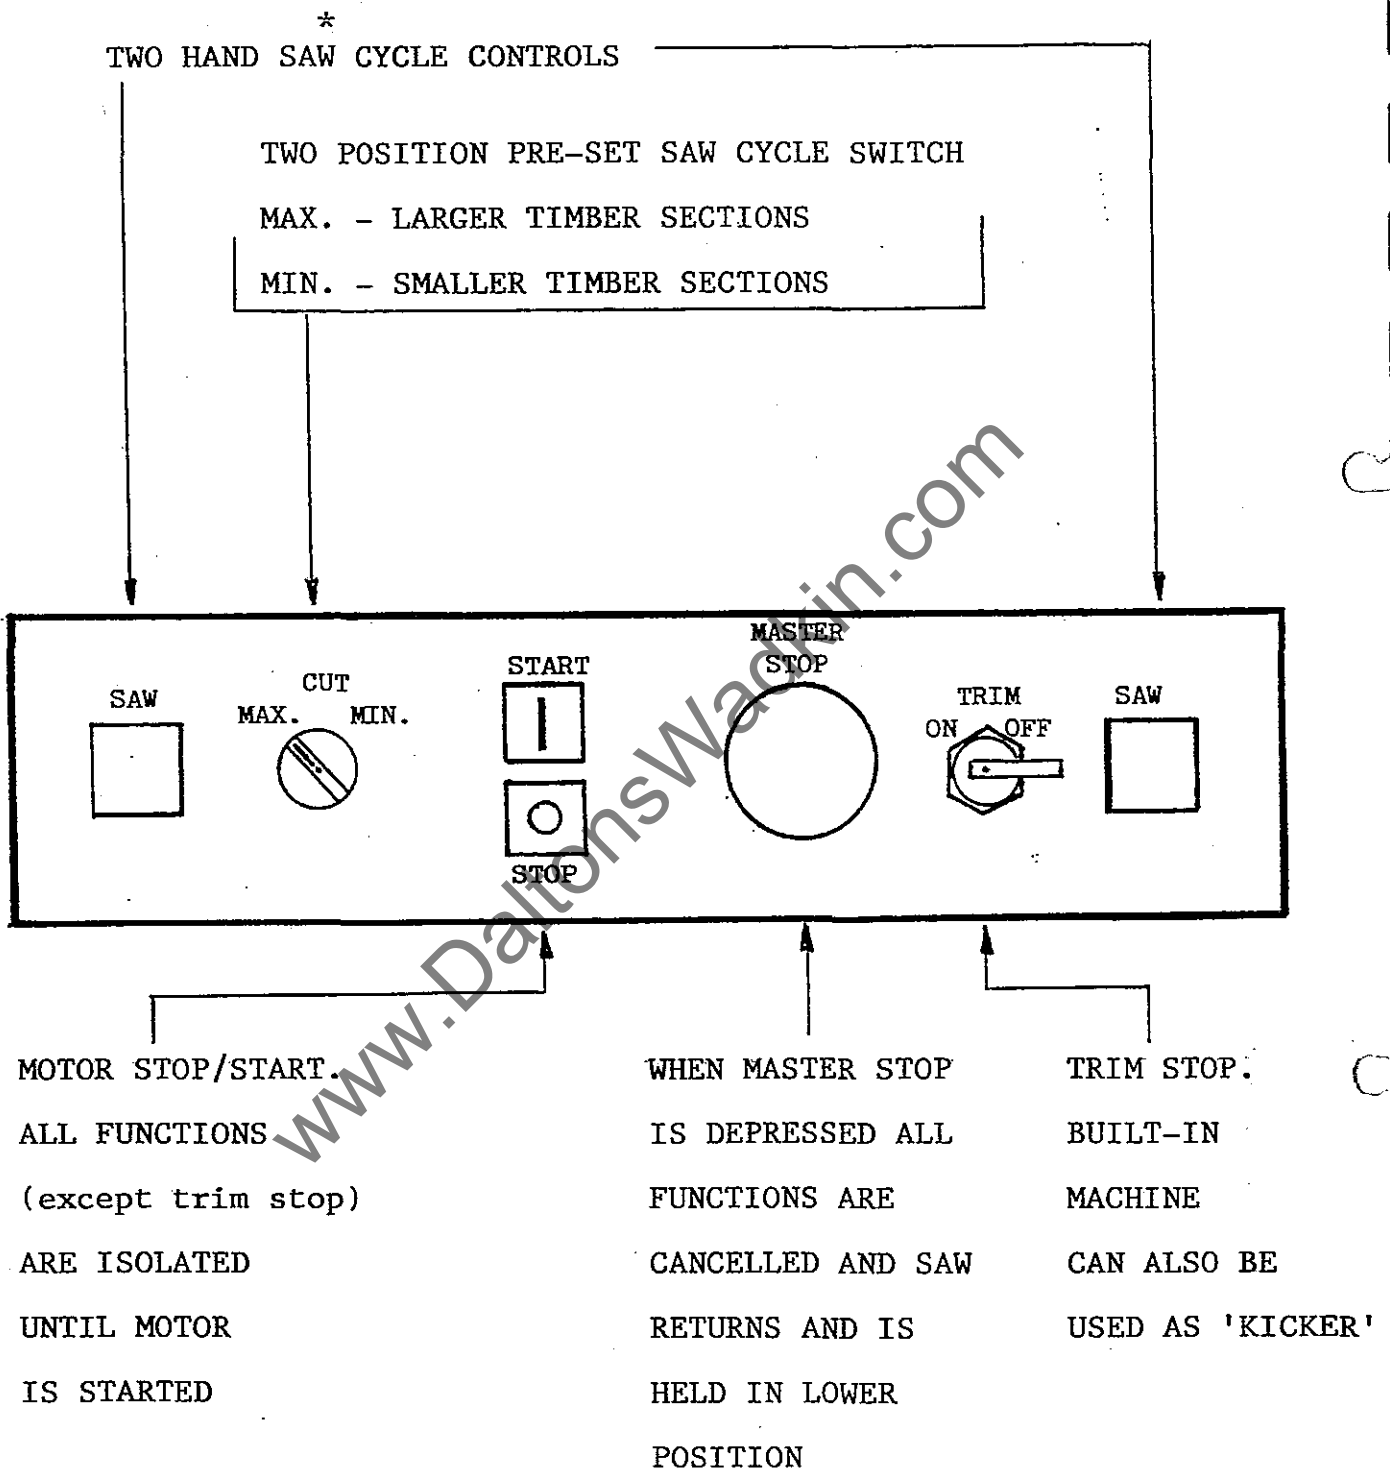 *
TWO HAND SAW CYCLE CONTROLS
TWO POSITION PRE-SET SAW CYCLE SWITCH
MAX. - LARGER TIMBER SECTIONS
MIN. - SMALLER TIMBER SECTIONS
SAW
CUT
MAX. MIN.
START
STOP
MASTER
STOP
TRIM
ON OFF
SAW
MOTOR STOP/START.
ALL FUNCTIONS
(except trim stop)
ARE ISOLATED
UNTIL MOTOR
IS STARTED
WHEN MASTER STOP
IS DEPRESSED ALL
FUNCTIONS ARE
CANCELLED AND SAW
RETURNS AND IS
HELD IN LOWER
POSITION
TRIM STOP.
BUILT-IN
MACHINE
CAN ALSO BE
USED AS 'KICKER'
www.DaltonsWadkin.com